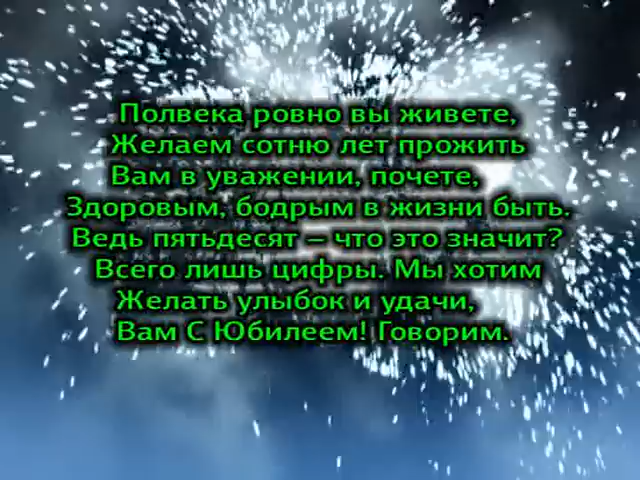 Полвека ровно вы живете,
Желаем сотню лет прожить
Вам в уважении, почете,
Здоровым, бодрым в жизни быть.
Ведь пятьдесят – что это значит?
Всего лишь цифры. Мы хотим
Желать улыбок и удачи,
Вам С Юбилеем! Говорим.